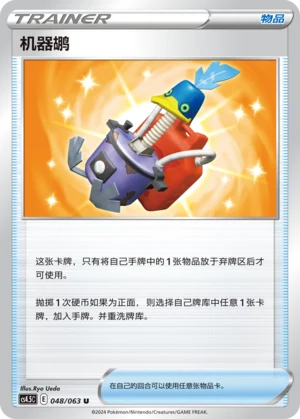 TRAINER
物品
机器鹕
这张卡牌，只有将自己手牌中的1张物品放于弃牌区后才
可使用。
抛掷1次硬币如果为正面，则选择自己牌库中任意1张卡
牌，加入手牌。并重洗牌库。
Illus.Ryo Ueda
CSV4.5C E 048/063 U
在自己的回合可以使用任意张物品卡。
©2024 Pokémon/Nintendo/Creatures/GAME FREAK.